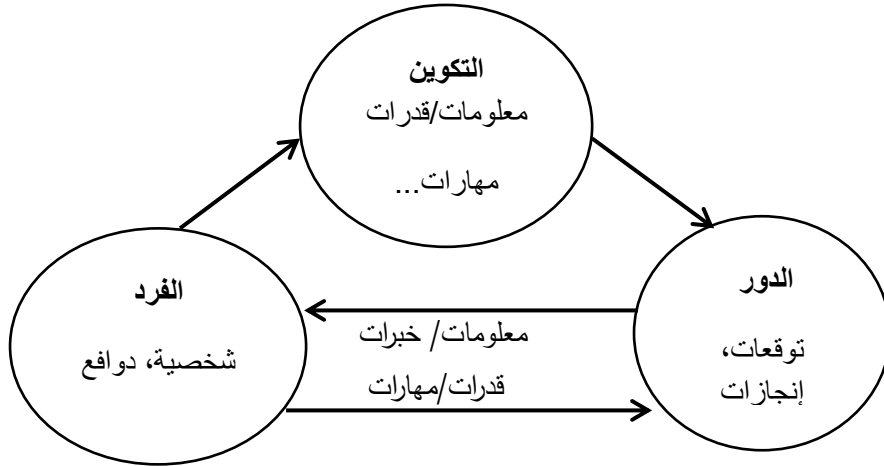 التكوين
معلومات/قدرات
مهارات...
الدور
توقعات،
إنجازات
الفرد
شخصية، دوافع
معلومات/ خبرات
قدرات/مهارات